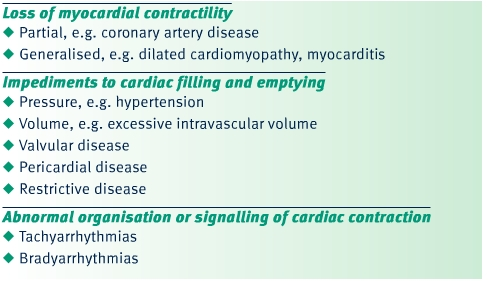 Loss of myocardial contractility
◆ Partial, e.g. coronary artery disease
◆ Generalised, e.g. dilated cardiomyopathy, myocarditis
Impediments to cardiac filling and emptying
◆ Pressure, e.g. hypertension
◆ Volume, e.g. excessive intravascular volume
◆ Valvular disease
◆ Pericardial disease
◆ Restrictive disease
Abnormal organisation or signalling of cardiac contraction
◆ Tachyarrhythmias
◆ Bradyarrhythmias